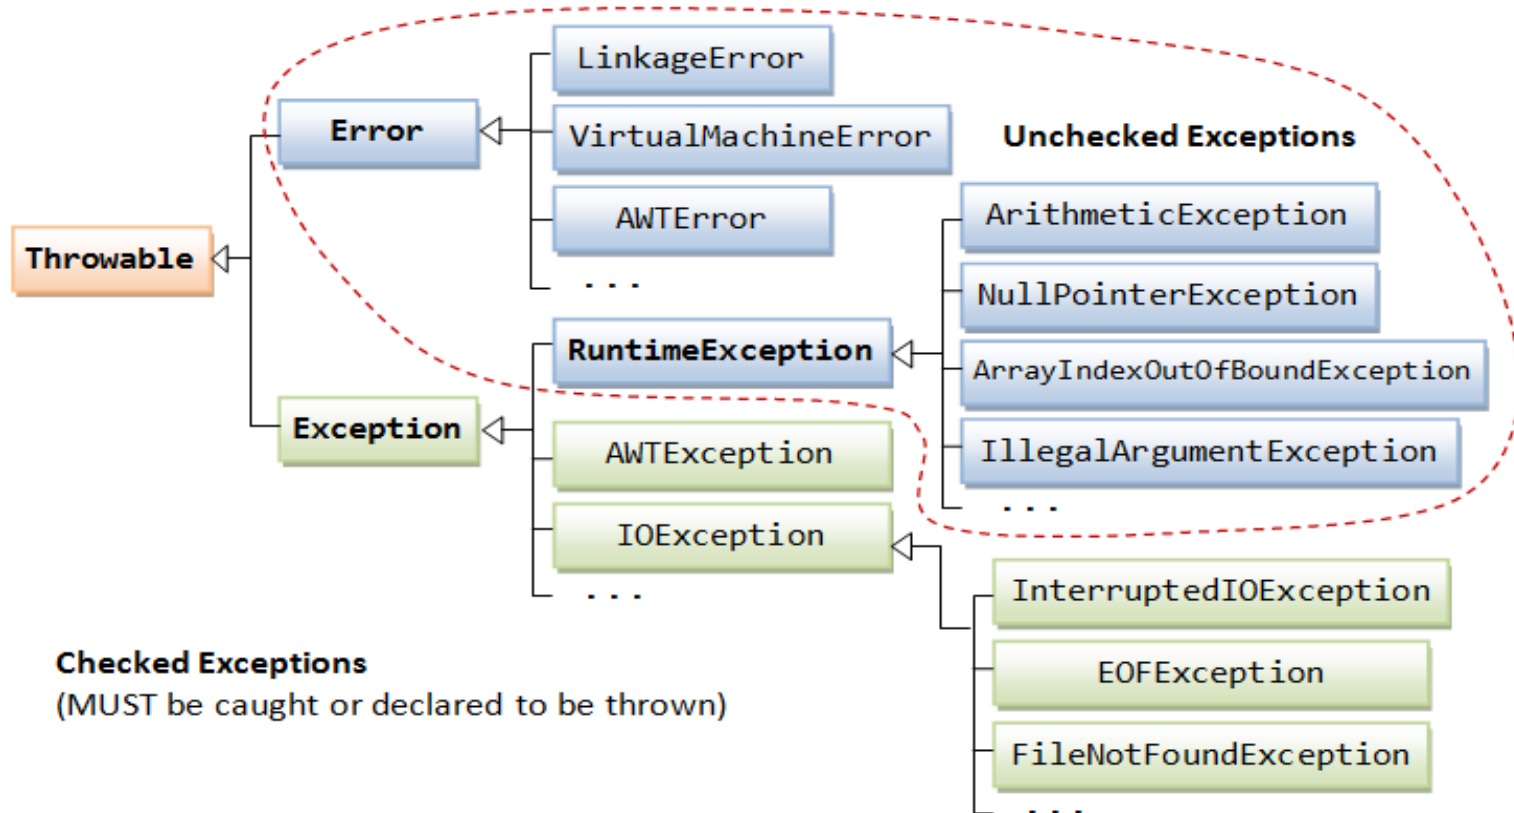 LinkageError
Error
VirtualMachineError
Unchecked Exceptions
AWTError
ArithmeticException
Throwable
...
NullPointerException
RuntimeException
ArrayIndexOutOfBoundException
Exception
AWTException
IllegalArgumentException
...
IOException
...
InterruptedIOException
Checked Exceptions
(MUST be caught or declared to be thrown)
EOFException
FileNotFoundException
...